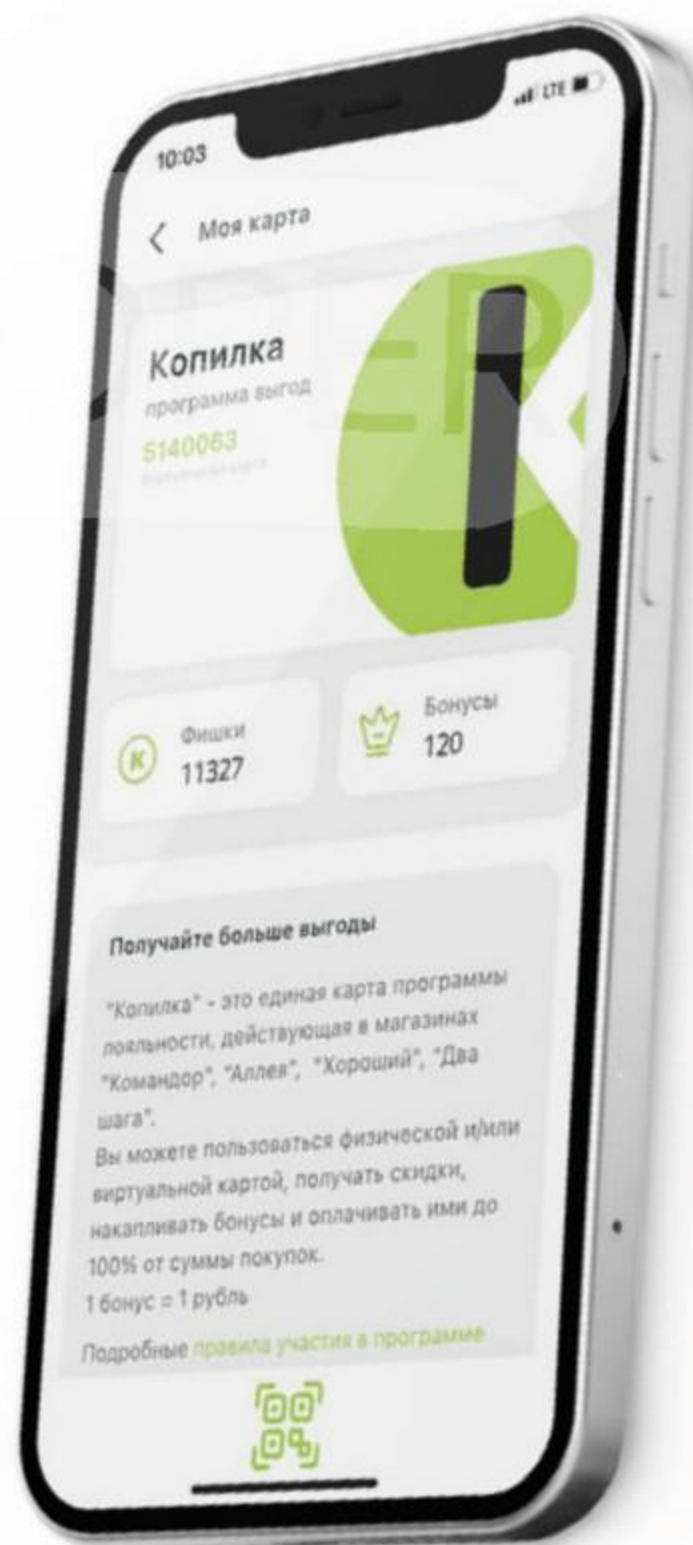 10:03
LTE
Моя карта
Копилка
программа выгод
5140063
Фишки
11327
Бонусы
120
Получайте больше выгоды
"Копилка" - это единая карта программы
лояльности, действующая в магазинах
"Командор", "Аллея", "Хороший", "Два
шага".
Вы можете пользоваться физической и/или
виртуальной картой, получать скидки,
накапливать бонусы и оплачивать ими до
100% от суммы покупок.
1 бонус = 1 рубль
Подробные правила участия в программе